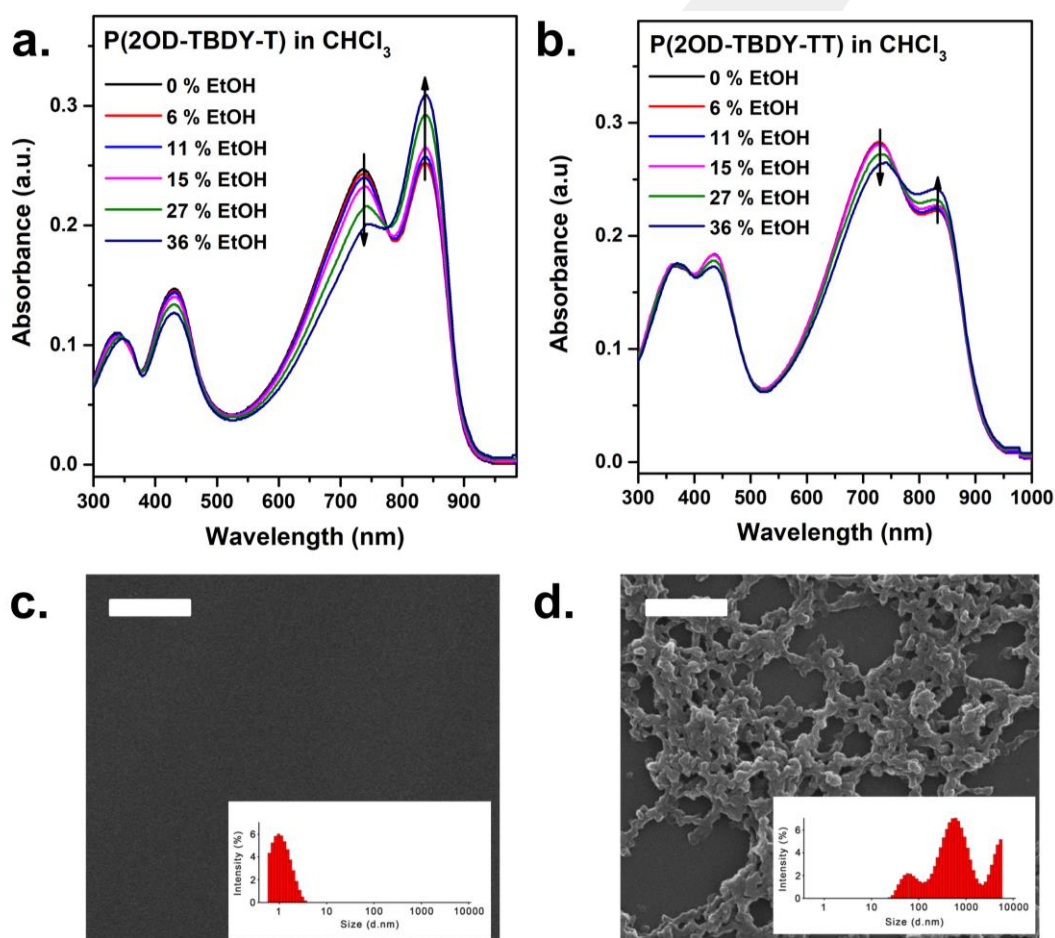 a.
P(2OD-TBDY-T) in CHCl₃
0 % EtOH
6 % EtOH
11 % EtOH
15 % EtOH
27 % EtOH
36 % EtOH
0.3
0.2
0.1
0.0
Absorbance (a.u.)
300 400 500 600 700 800 900
Wavelength (nm)
b.
P(2OD-TBDY-TT) in CHCl₃
0 % EtOH
6 % EtOH
11 % EtOH
15 % EtOH
27 % EtOH
36 % EtOH
0.3
0.2
0.1
0.0
Absorbance (a.u)
300 400 500 600 700 800 900 1000
Wavelength (nm)
c.
6
4
2
0
Intensity (%)
1 10 100 1000 10000
Size (d.nm)
d.
6
4
2
0
Intensity (%)
1 10 100 1000 10000
Size (d.nm)